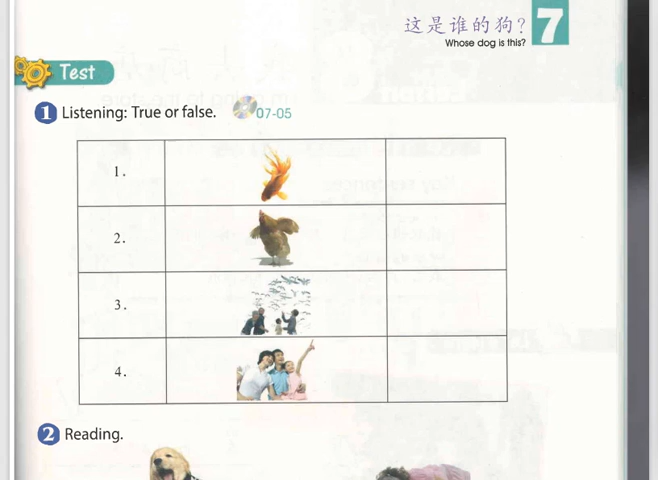 这是谁的狗?
Whose dog is this?
7
Test
1 Listening: True or false. 07-05
1.
2.
3.
4.
2 Reading.